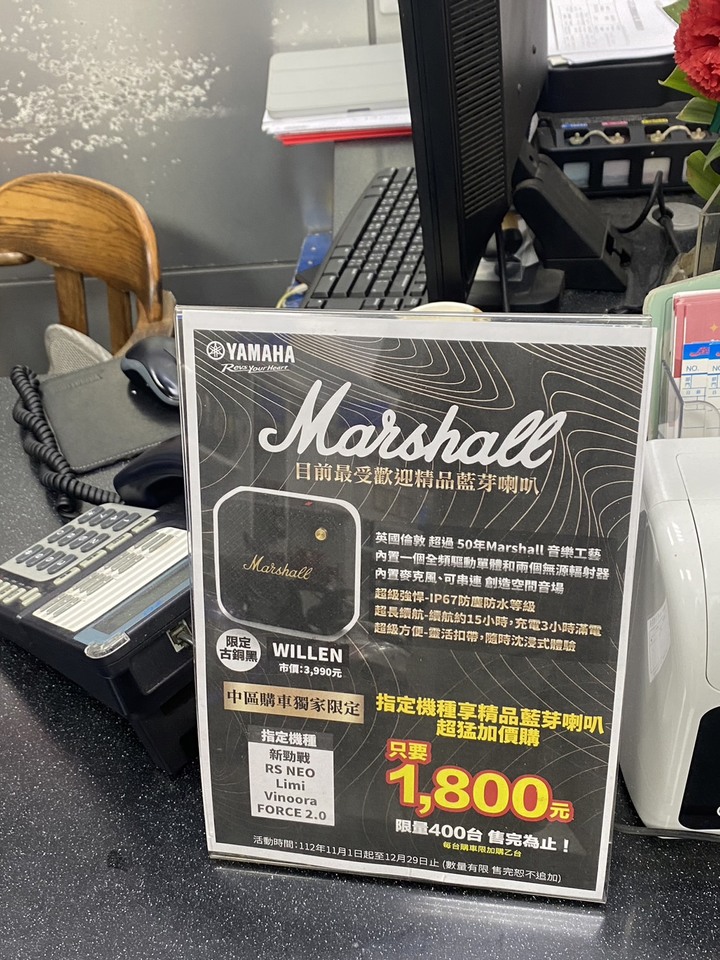 YAMAHA
Revs Your Heart
Marshall
目前最受歡迎精品藍芽喇叭
Marshall
英國倫敦 超過 50年Marshall 音樂工藝
內置一個全頻驅動單體和兩個無源輻射器
內置麥克風、可串連 創造空間音場
超級強悍-IP67防塵防水等級
超長續航-續航約15小時,充電3小時滿電
超級方便-靈活扣帶,隨時沈浸式體驗
限定
古銅黑
WILLEN
市價:3,990元
中區購車獨家限定
指定機種享精品藍芽喇叭
超猛加價購
指定機種
新勁戰
RS NEO
Limi
Vinoora
FORCE 2.0
只要
1,800元
限量400台 售完為止!
每台購車限加購乙台
活動時間:112年11月1日起至12月29日止 (數量有限 售完恕不追加)
NO.